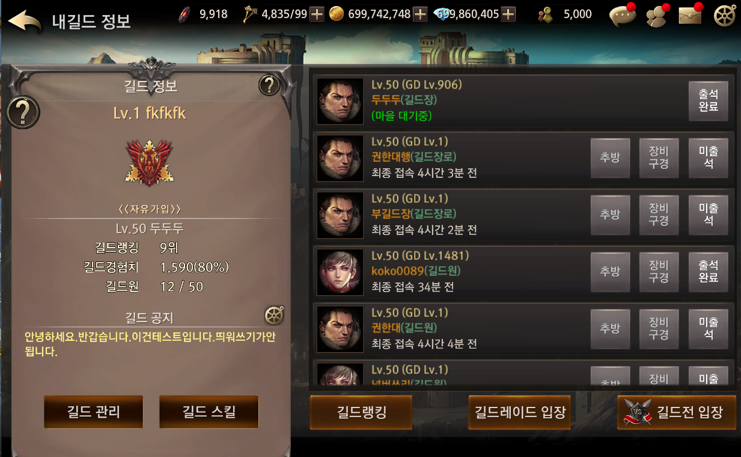 내길드 정보
9,918
4,835/99
699,742,748
699,860,405
5,000
길드 정보
?
?
Lv.1 fkfkfk
<<자유가입>>
Lv.50 두두두
길드랭킹 9위
길드경험치 1,590(80%)
길드원 12 / 50
길드 공지
안녕하세요.반갑습니다.이건테스트입니다.띄워쓰기가안
됩니다.
길드 관리
길드 스킬
Lv.50 (GD Lv.906)
두두두(길드장)
(마을 대기중)
출석
완료
Lv.50 (GD Lv.1)
권한대행(길드장로)
최종 접속 4시간 3분 전
추방
장비
구경
미출
석
Lv.50 (GD Lv.1)
부길드장(길드장로)
최종 접속 4시간 2분 전
추방
장비
구경
미출
석
Lv.50 (GD Lv.1481)
koko0089(길드원)
최종 접속 34분 전
추방
장비
구경
출석
완료
Lv.50 (GD Lv.1)
권한대(길드원)
최종 접속 4시간 4분 전
추방
장비
구경
미출
석
Lv.50 (GD Lv.1)
추방
장비
미출
길드랭킹
길드레이드 입장
길드전 입장